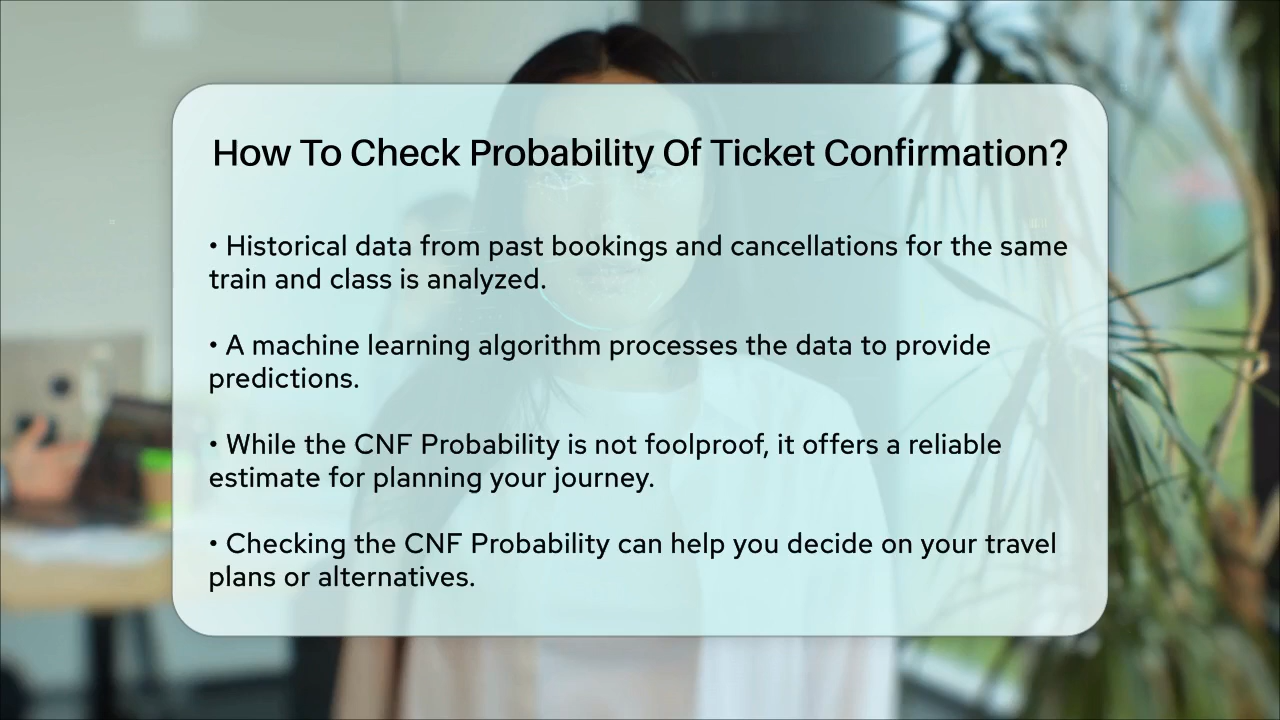 How To Check Probability Of Ticket Confirmation?
• Historical data from past bookings and cancellations for the same
train and class is analyzed.
• A machine learning algorithm processes the data to provide
predictions.
• While the CNF Probability is not foolproof, it offers a reliable
estimate for planning your journey.
• Checking the CNF Probability can help you decide on your travel
plans or alternatives.